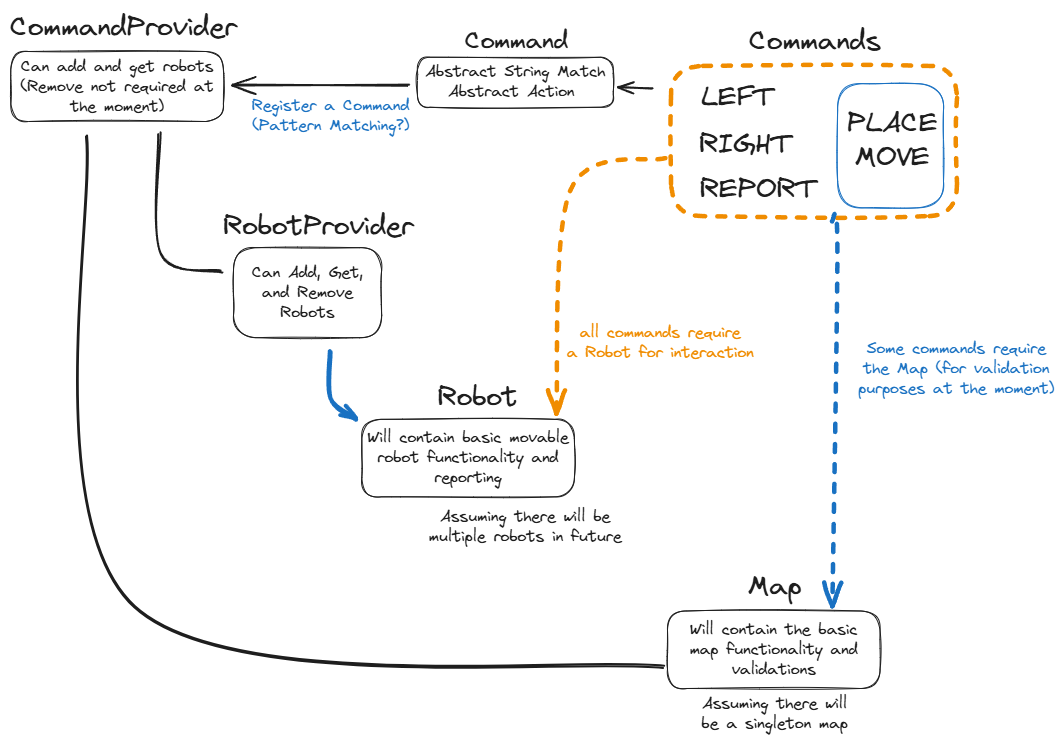 CommandProvider
Can add and get robots
(Remove not required at
the moment)
Command
Abstract String Match
Abstract Action
Register a Command
(Pattern Matching?)
Commands
LEFT
RIGHT
REPORT
PLACE
MOVE
RobotProvider
Can Add, Get,
and Remove
Robots
all commands require
a Robot for interaction
Some commands require
the Map (for validation
purposes at the moment)
Robot
Will contain basic movable
robot functionality and
reporting
Assuming there will be
multiple robots in future
Map
Will contain the basic
map functionality and
validations
Assuming there will
be a singleton map